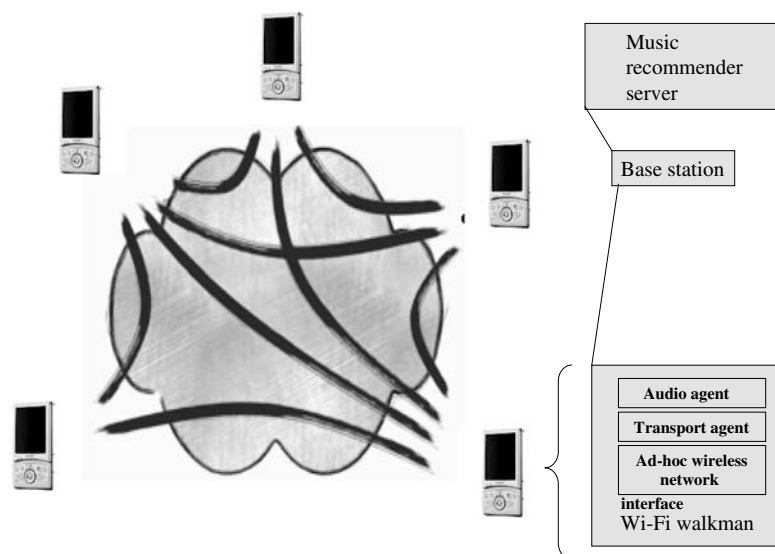 Music
recommender
server
Base station
Audio agent
Transport agent
Ad-hoc wireless
network
interface
Wi-Fi walkman